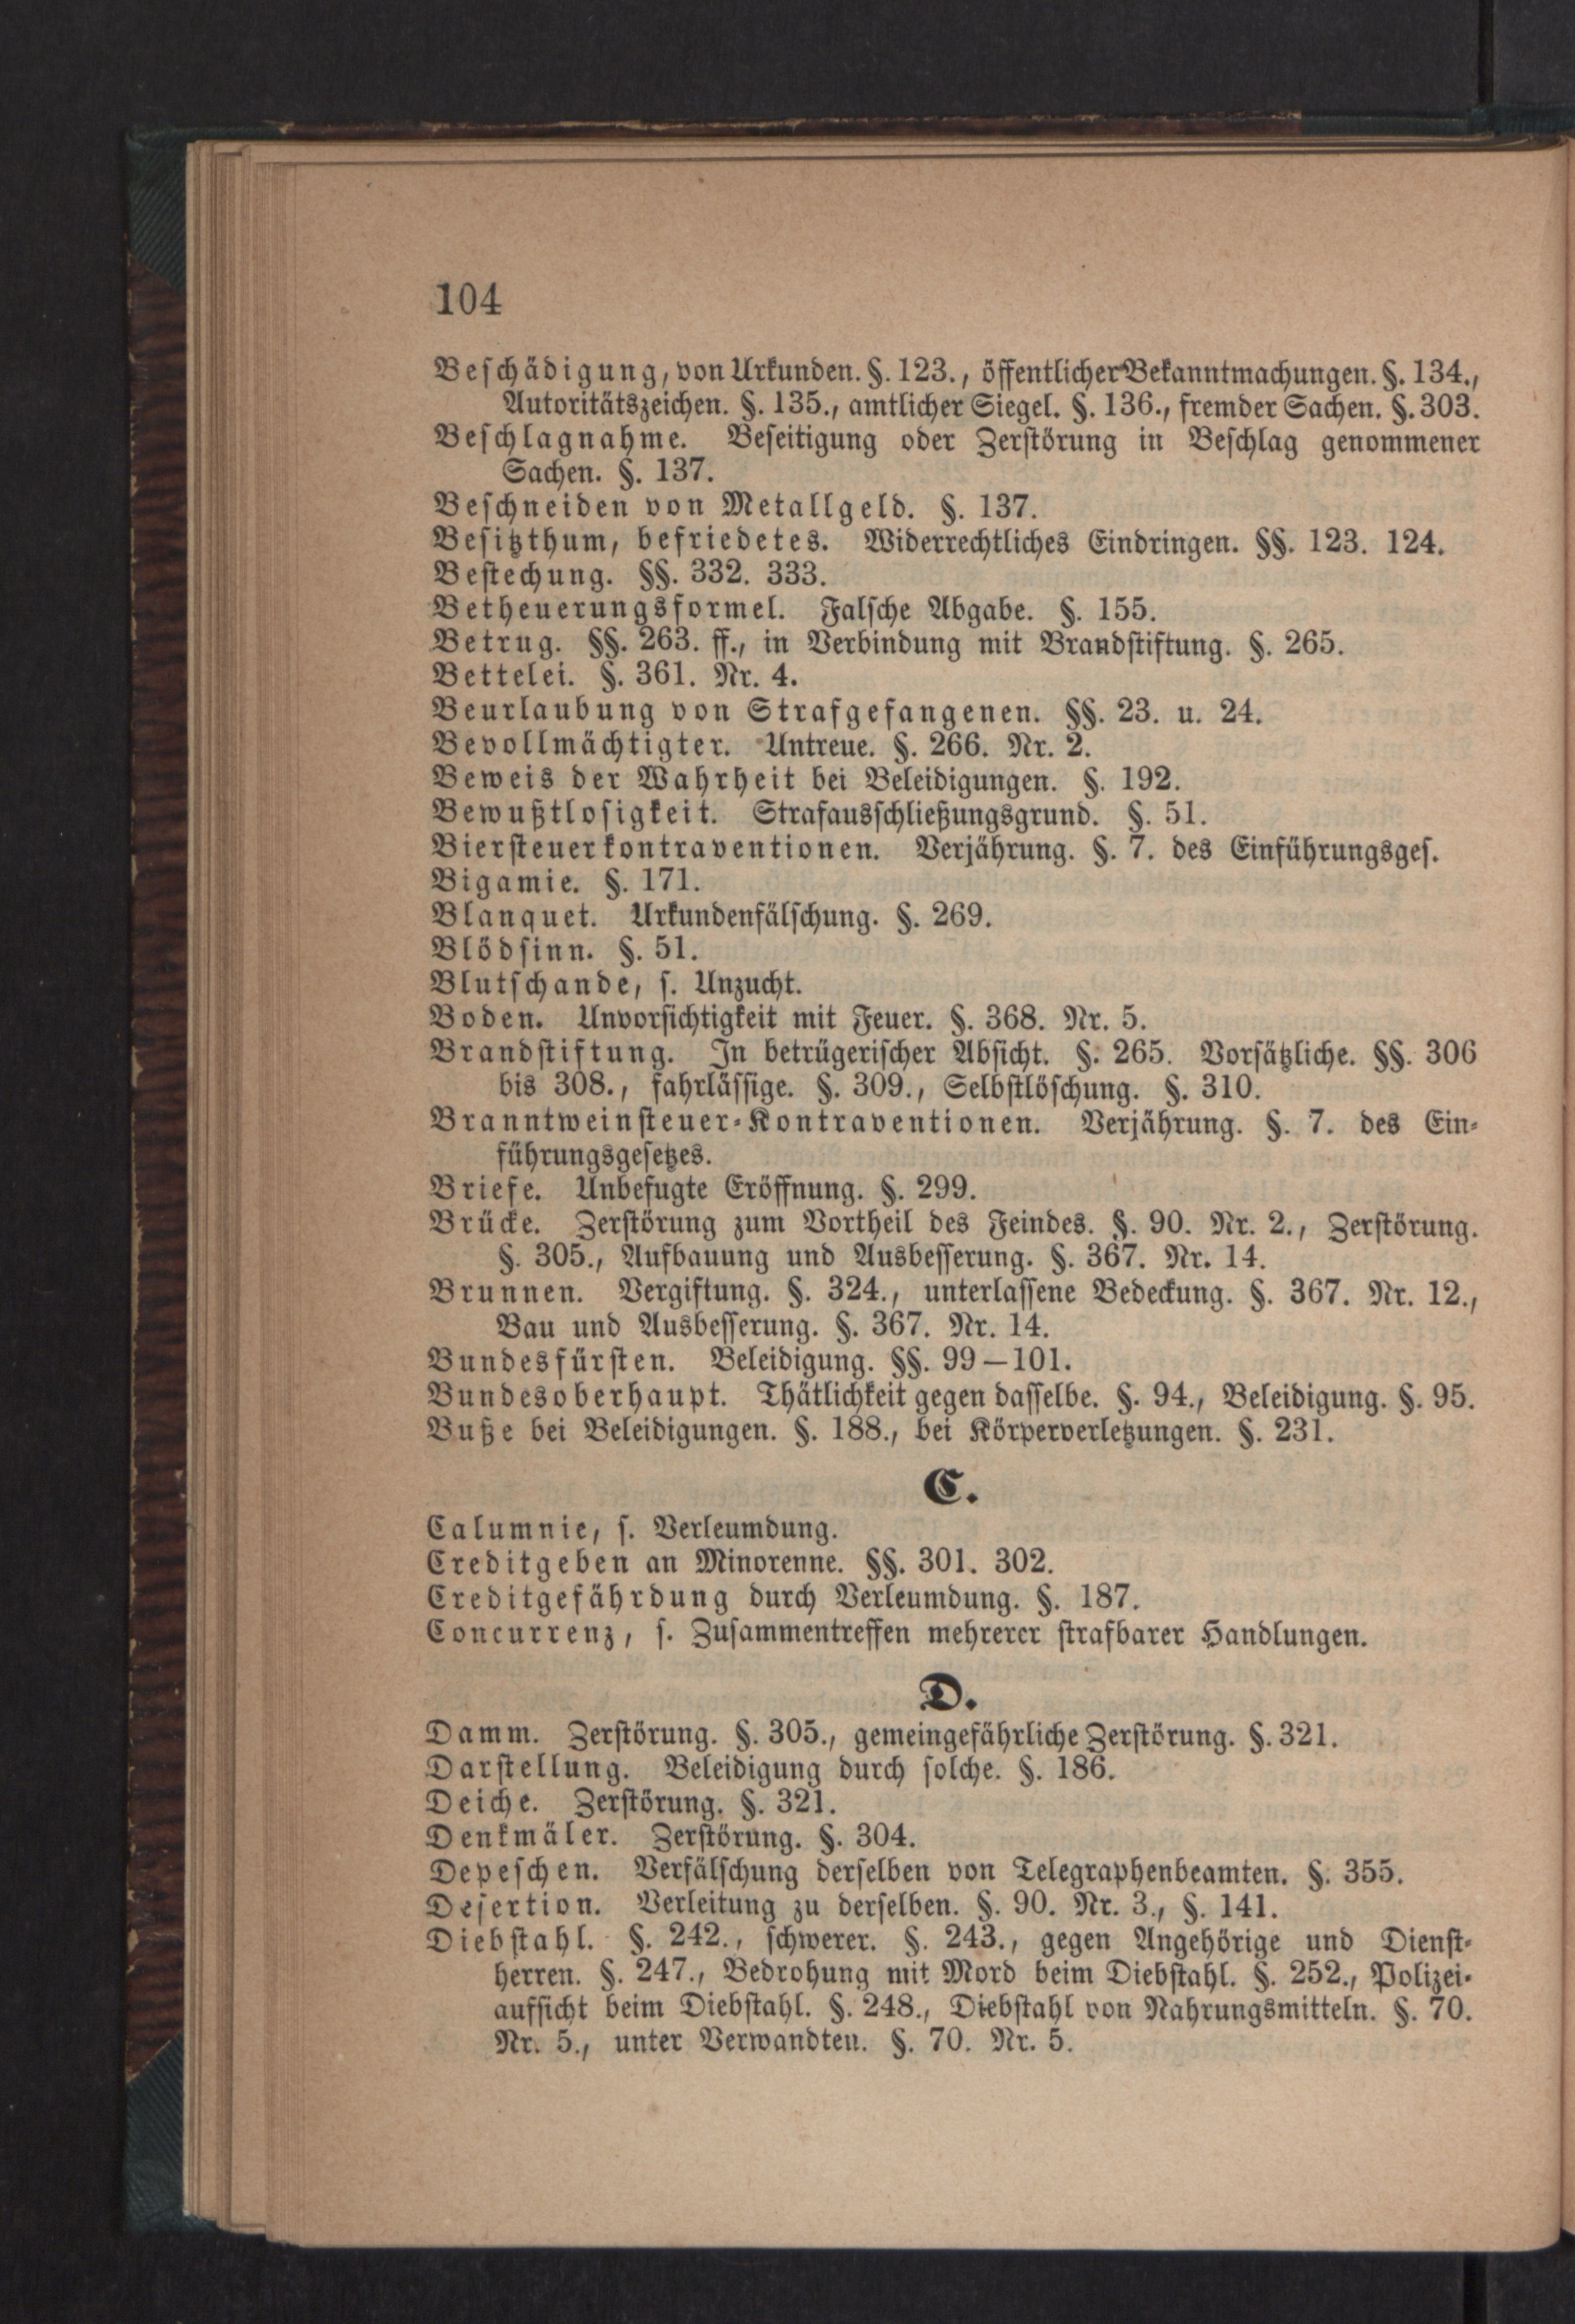 104
Beschädigung, von Urkunden. §. 123., öffentlicher Bekanntmachungen. §. 134.,
Autoritätszeichen. §. 135., amtlicher Siegel. §. 136., fremder Sachen. §. 303.
Beschlagnahme. Beseitigung oder Zerstörung in Beschlag genommener
Sachen. §. 137.
Beschneiden von Metallgeld. §. 137.
Besitzthum, befriedetes. Widerrechtliches Eindringen. §§. 123. 124.
Bestechung. §§. 332. 333.
Betheuerungsformel. Falsche Abgabe. §. 155.
Betrug. §§. 263. ff., in Verbindung mit Brandstiftung. §. 265.
Bettelei. §. 361. Nr. 4.
Beurlaubung von Strafgefangenen. §§. 23. u. 24.
Bevollmächtigter. Untreue. §. 266. Nr. 2.
Beweis der Wahrheit bei Beleidigungen. §. 192.
Bewußtlosigkeit. Strafausschließungsgrund. §. 51.
Biersteuerkontraventionen. Verjährung. §. 7. des Einführungsges.
Bigamie. §. 171.
Blanquet. Urkundenfälschung. §. 269.
Blödsinn. §. 51.
Blutschande, s. Unzucht.
Boden. Unvorsichtigkeit mit Feuer. §. 368. Nr. 5.
Brandstiftung. In betrügerischer Absicht. §. 265. Vorsätzliche. §§. 306
bis 308., fahrlässige. §. 309., Selbstlöschung. §. 310.
Branntweinsteuer-Kontraventionen. Verjährung. §. 7. des Ein-
führungsgesetzes.
Briefe. Unbefugte Eröffnung. §. 299.
Brücke. Zerstörung zum Vortheil des Feindes. §. 90. Nr. 2., Zerstörung.
§. 305., Aufbauung und Ausbesserung. §. 367. Nr. 14.
Brunnen. Vergiftung. §. 324., unterlassene Bedeckung. §. 367. Nr. 12.,
Bau und Ausbesserung. §. 367. Nr. 14.
Bundesfürsten. Beleidigung. §§. 99—101.
Bundesoberhaupt. Thätlichkeit gegen dasselbe. §. 94., Beleidigung. §. 95.
Buße bei Beleidigungen. §. 188., bei Körperverletzungen. §. 231.
C.
Calumnie, s. Verleumdung.
Creditgeben an Minorenne. §§. 301. 302.
Creditgefährdung durch Verleumdung. §. 187.
Concurrenz, s. Zusammentreffen mehrerer strafbarer Handlungen.
D.
Damm. Zerstörung. §. 305., gemeingefährliche Zerstörung. §. 321.
Darstellung. Beleidigung durch solche. §. 186.
Deiche. Zerstörung. §. 321.
Denkmäler. Zerstörung. §. 304.
Depeschen. Verfälschung derselben von Telegraphenbeamten. §. 355.
Desertion. Verleitung zu derselben. §. 90. Nr. 3., §. 141.
Diebstahl. §. 242., schwerer. §. 243., gegen Angehörige und Dienst-
herren. §. 247., Bedrohung mit Mord beim Diebstahl. §. 252., Polizei-
aufsicht beim Diebstahl. §. 248., Diebstahl von Nahrungsmitteln. §. 70.
Nr. 5., unter Verwandten. §. 70. Nr. 5.